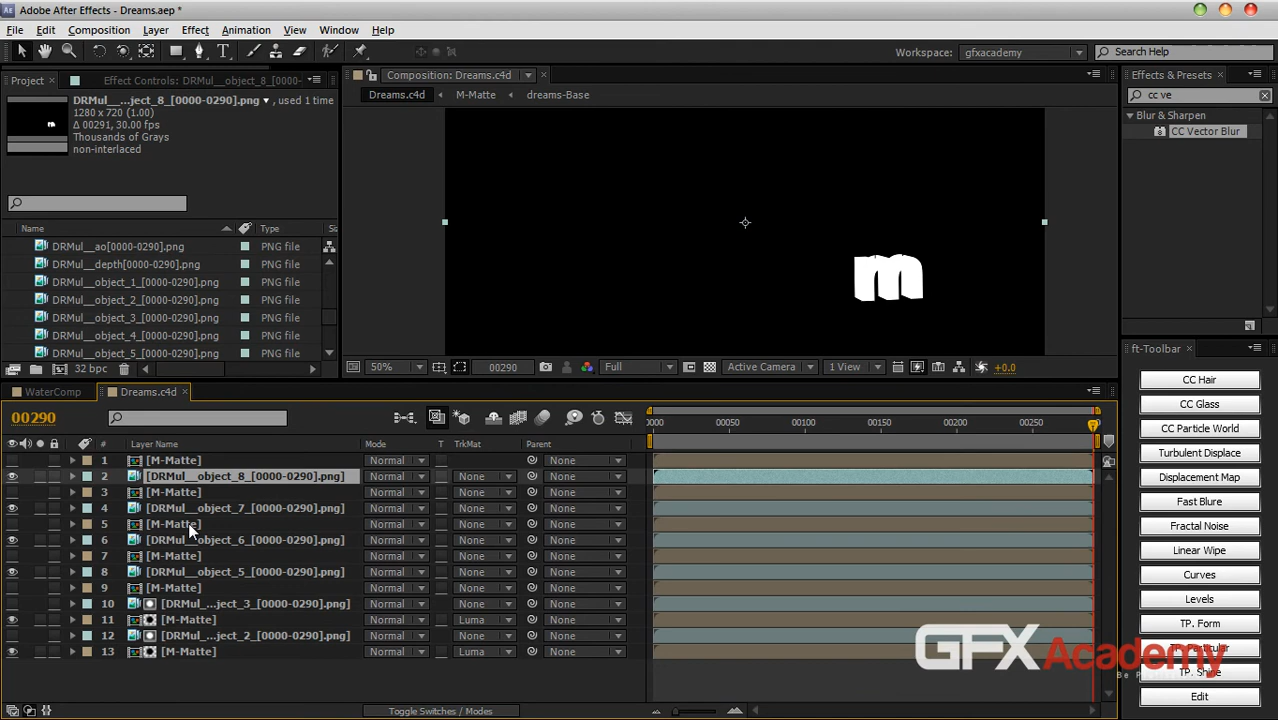 Adobe After Effects - Dreams.aep *
File Edit Composition Layer Effect Animation View Window Help
Workspace: gfxacademy Search Help
Project Effect Controls: DRMul__object_8_[0000-
Composition: Dreams.c4d
Effects & Presets
Dreams.c4d M-Matte dreams-Base
cc ve
DRMul__...ject_8_[0000-0290].png , used 1 time
1280 x 720 (1.00)
Δ 00291, 30.00 fps
Thousands of Grays
non-interlaced
Blur & Sharpen
CC Vector Blur
m
Name Type Si
DRMul__ao[0000-0290].png PNG file
DRMul__depth[0000-0290].png PNG file
DRMul__object_1_[0000-0290].png PNG file
DRMul__object_2_[0000-0290].png PNG file
DRMul__object_3_[0000-0290].png PNG file
DRMul__object_4_[0000-0290].png PNG file
DRMul__object_5_[0000-0290].png PNG file
32 bpc
50% 00290 Full Active Camera 1 View +0.0
ft-Toolbar
CC Hair
CC Glass
CC Particle World
Turbulent Displace
Displacement Map
Fast Blure
Fractal Noise
Linear Wipe
Curves
Levels
TP. Form
TP. Particular
TP. Shine
Edit
WaterComp Dreams.c4d
00290
0000 00050 00100 00150 00200 00250
# Layer Name Mode T TrkMat Parent
1 [M-Matte] Normal None
2 [DRMul__object_8_[0000-0290].png] Normal None None
3 [M-Matte] Normal None None
4 [DRMul__object_7_[0000-0290].png] Normal None None
5 [M-Matte] Normal None None
6 [DRMul__object_6_[0000-0290].png] Normal None None
7 [M-Matte] Normal None None
8 [DRMul__object_5_[0000-0290].png] Normal None None
9 [M-Matte] Normal None None
10 [DRMul_...ject_3_[0000-0290].png] Normal None None
11 [M-Matte] Normal Luma None
12 [DRMul_...ject_2_[0000-0290].png] Normal None None
13 [M-Matte] Normal Luma None
Toggle Switches / Modes
GFXAcademy